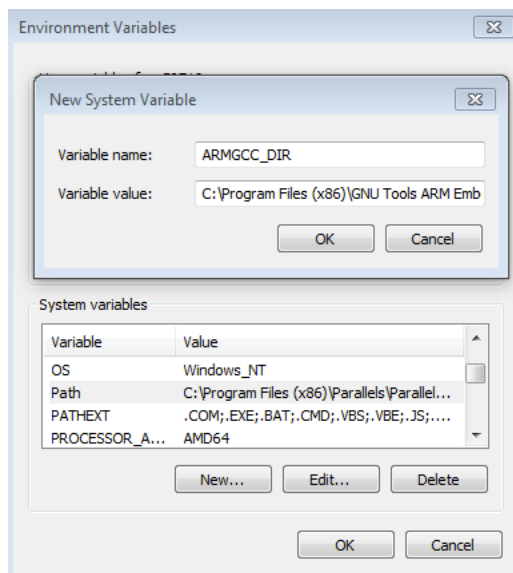 Environment Variables
New System Variable
Variable name:
ARMGCC_DIR
Variable value:
C:\Program Files (x86)\GNU Tools ARM Emb
OK
Cancel
System variables
Variable Value
OS Windows_NT
Path C:\Program Files (x86)\Parallels\Parallel...
PATHEXT .COM;.EXE;.BAT;.CMD;.VBS;.VBE;.JS;....
PROCESSOR_A... AMD64
New... Edit... Delete
OK Cancel